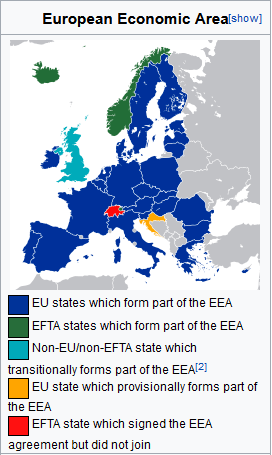 European Economic Area[show]
EU states which form part of the EEA
EFTA states which form part of the EEA
Non-EU/non-EFTA state which
transitionally forms part of the EEA[2]
EU state which provisionally forms part of
the EEA
EFTA state which signed the EEA
agreement but did not join